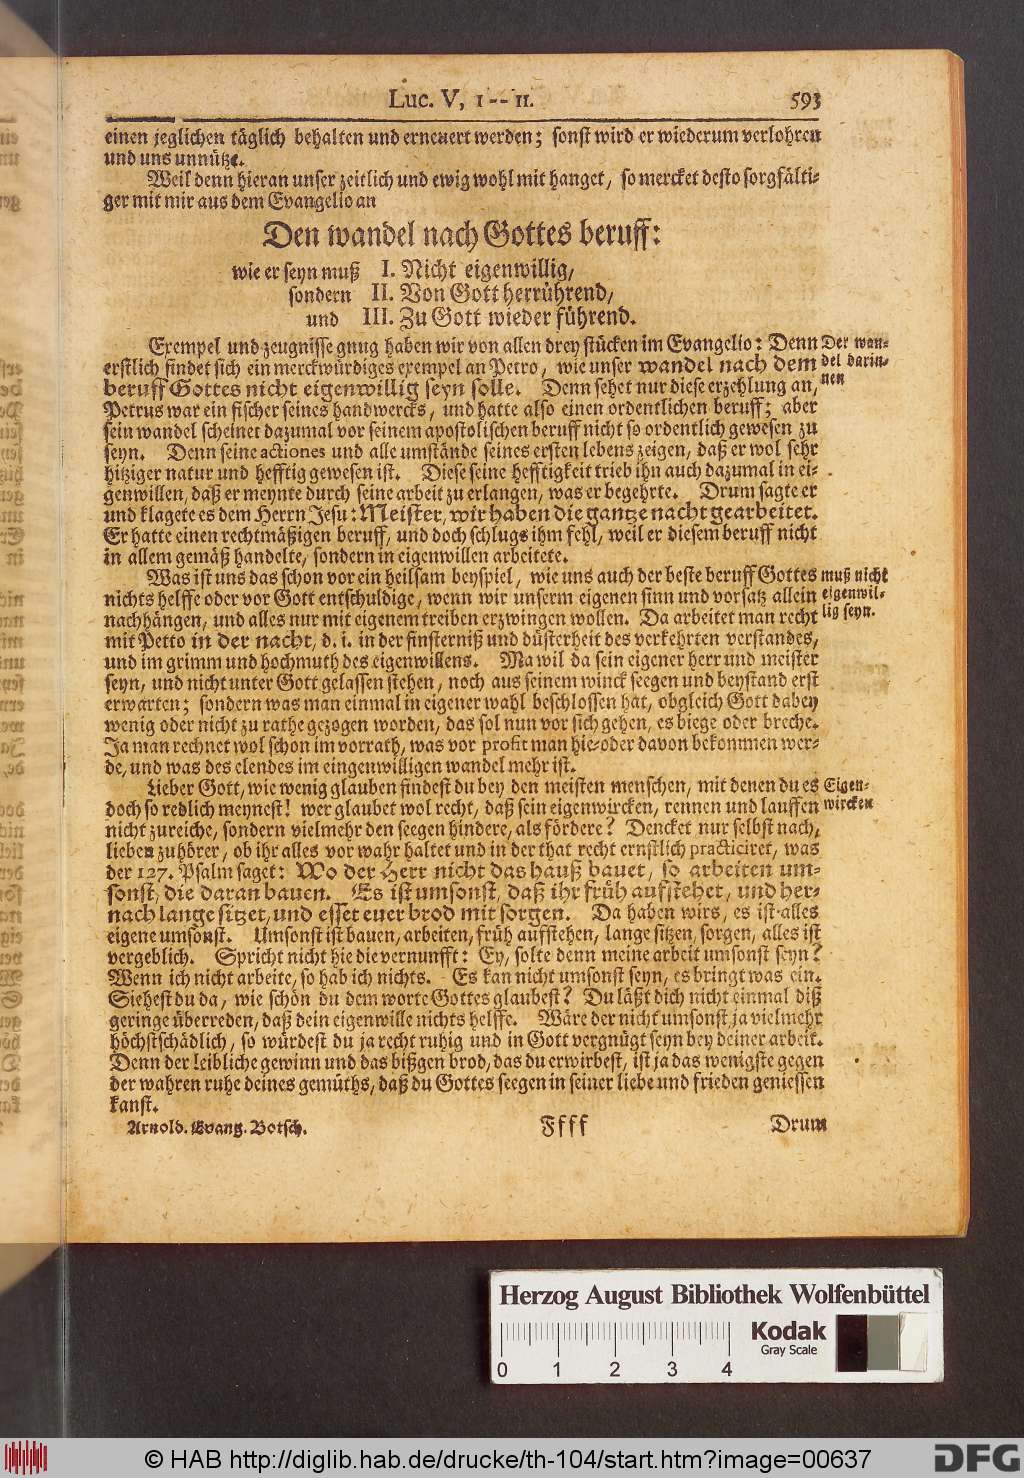 Luc. V, 1 -- 11. 593
einen jeglichen täglich behalten und erneuert werden; sonst wird er wiederum verlohren
und uns unnütze.
Weil denn hieran unser zeitlich und ewig wohl mit hanget, so mercket desto sorgfälti-
ger mit mir aus dem Evangelio an
Den wandel nach Gottes beruff:
wie er seyn muß I. Nicht eigenwillig,
sondern II. Von Gott herrührend,
und III. Zu Gott wieder führend.
Exempel und zeugnisse gnug haben wir von allen drey stücken im Evangelio: Denn
erstlich findet sich ein merckwürdiges exempel an Petro, wie unser wandel nach dem
beruff Gottes nicht eigenwillig seyn solle. Denn sehet nur diese erzehlung an,
Petrus war ein fischer seines handwercks, und hatte also einen ordentlichen beruff; aber
sein wandel scheinet dazumal vor seinem apostolischen beruff nicht so ordentlich gewesen zu
seyn. Denn seine actiones und alle umstände seines ersten lebens zeigen, daß er wol sehr
hitziger natur und hefftig gewesen ist. Diese seine hefftigkeit trieb ihn auch dazumal in ei-
genwillen, daß er meynte durch seine arbeit zu erlangen, was er begehrte. Drum sagte er
und klagete es dem Herrn Jesu: Meister, wir haben die gantze nacht gearbeitet.
Er hatte einen rechtmäßigen beruff, und doch schlugs ihm fehl, weil er diesem beruff nicht
in allem gemäß handelte, sondern in eigenwillen arbeitete.
Der wan-
del darin-
nen
Was ist uns das schon vor ein heilsam beyspiel, wie uns auch der beste beruff Gottes
nichts helffe oder vor Gott entschuldige, wenn wir unserm eigenen sinn und vorsatz allein
nachhängen, und alles nur mit eigenem treiben erzwingen wollen. Da arbeitet man recht
mit Petto in der nacht, d. i. in der finsterniß und düsterheit des verkehrten verstandes,
und im grimm und hochmuth des eigenwillens. Ma wil da sein eigener herr und meister
seyn, und nicht unter Gott gelassen stehen, noch aus seinem winck seegen und beystand erst
erwarten; sondern was man einmal in eigener wahl beschlossen hat, obgleich Gott dabey
wenig oder nicht zu rathe gezogen worden, das sol nun vor sich gehen, es biege oder breche.
Ja man rechnet wol schon im vorrath, was vor profit man hie-oder davon bekommen wer-
de, und was des elendes im eingenwilligen wandel mehr ist.
muß nicht
eigenwil-
lig seyn.
Lieber Gott, wie wenig glauben findest du bey den meisten menschen, mit denen du es
doch so redlich meynest! wer glaubet wol recht, daß sein eigenwircken, rennen und lauffen
nicht zureiche, sondern vielmehr den seegen hindere, als fördere? Dencket nur selbst nach,
lieben zuhörer, ob ihr alles vor wahr haltet und in der that recht ernstlich practiciret, was
der 127. Psalm saget: Wo der Herr nicht das hauß bauet, so arbeiten um-
sonst, die daran bauen. Es ist umsonst, daß ihr früh aufstehet, und her-
nach lange sitzet, und esset euer brod mit sorgen. Da haben wirs, es ist alles
eigene umsonst. Umsonst ist bauen, arbeiten, früh aufstehen, lange sitzen, sorgen, alles ist
vergeblich. Spricht nicht hie die vernunfft: Ey, solte denn meine arbeit umsonst seyn?
Wenn ich nicht arbeite, so hab ich nichts. Es kan nicht umsonst seyn, es bringt was ein.
Siehest du da, wie schön du dem worte Gottes glaubest? Du läßt dich nicht einmal diß
geringe überreden, daß dein eigenwille nichts helffe. Wäre der nicht umsonst, ja vielmehr
höchstschädlich, so würdest du ja recht ruhig und in Gott vergnügt seyn bey deiner arbeit.
Denn der leibliche gewinn und das bißgen brod, das du erwirbest, ist ja das wenigste gegen
der wahren ruhe deines gemüths, daß du Gottes seegen in seiner liebe und frieden geniessen
kanst.
Eigen-
wircken
Arnold. Evang. Botsch. Ffff Drum
Herzog August Bibliothek Wolfenbüttel
Kodak
Gray Scale
0 1 2 3 4
© HAB http://diglib.hab.de/drucke/th-104/start.htm?image=00637
DFG